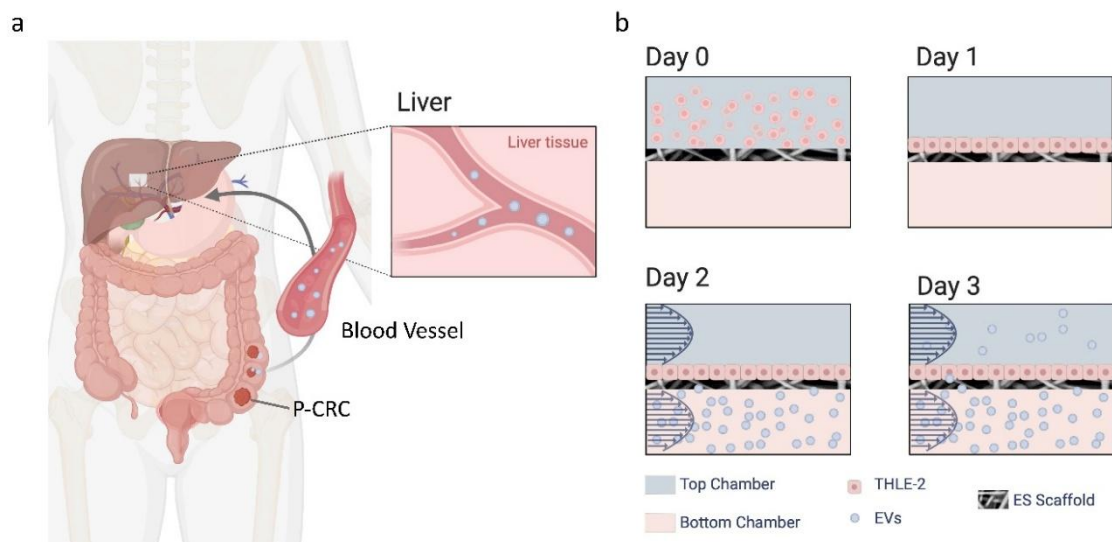 a
Liver
Liver tissue
Blood Vessel
P-CRC
b
Day 0
Day 1
Day 2
Day 3
Top Chamber
THLE-2
ES Scaffold
Bottom Chamber
EVs